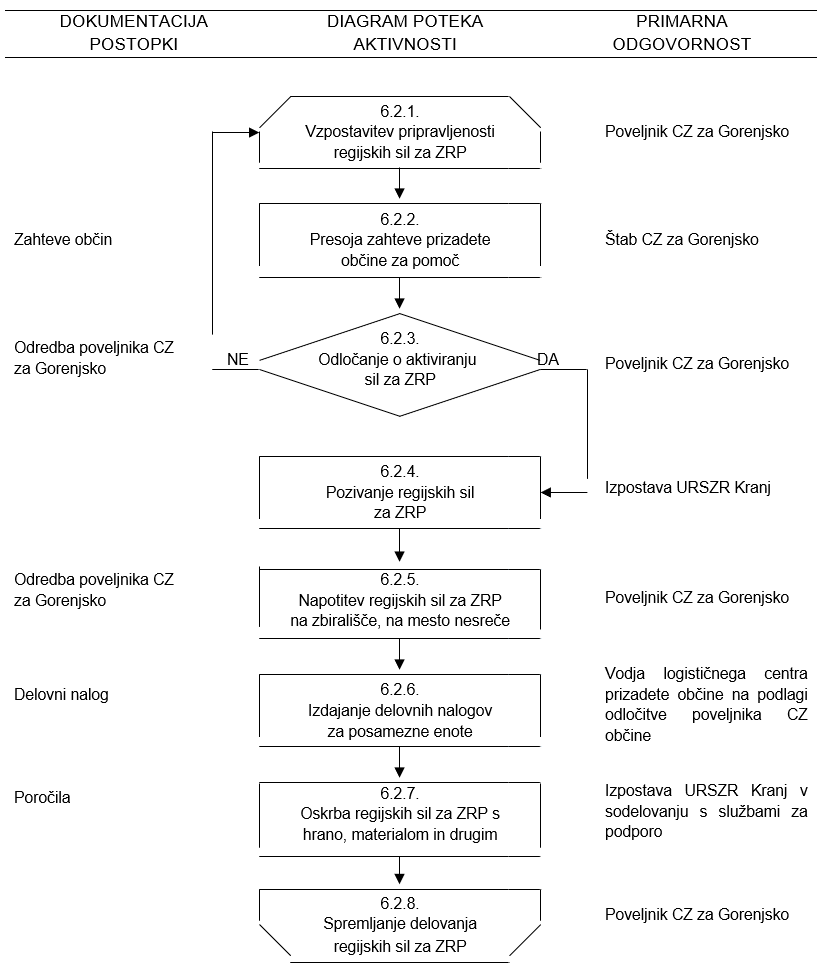 DOKUMENTACIJA
POSTOPKI
DIAGRAM POTEKA
AKTIVNOSTI
PRIMARNA
ODGOVORNOST
6.2.1.
Vzpostavitev pripravljenosti
regijskih sil za ZRP
Poveljnik CZ za Gorenjsko
Zahteve občin
6.2.2.
Presoja zahteve prizadete
občine za pomoč
Štab CZ za Gorenjsko
Odredba poveljnika CZ
za Gorenjsko
NE
6.2.3.
Odločanje o aktiviranju
sil za ZRP
DA
Poveljnik CZ za Gorenjsko
6.2.4.
Pozivanje regijskih sil
za ZRP
Izpostava URSZR Kranj
Odredba poveljnika CZ
za Gorenjsko
6.2.5.
Napotitev regijskih sil za ZRP
na zbirališče, na mesto nesreče
Poveljnik CZ za Gorenjsko
Delovni nalog
6.2.6.
Izdajanje delovnih nalogov
za posamezne enote
Vodja logističnega centra
prizadete občine na podlagi
odločitve poveljnika CZ
občine
Poročila
6.2.7.
Oskrba regijskih sil za ZRP s
hrano, materialom in drugim
Izpostava URSZR Kranj v
sodelovanju s službami za
podporo
6.2.8.
Spremljanje delovanja
regijskih sil za ZRP
Poveljnik CZ za Gorenjsko